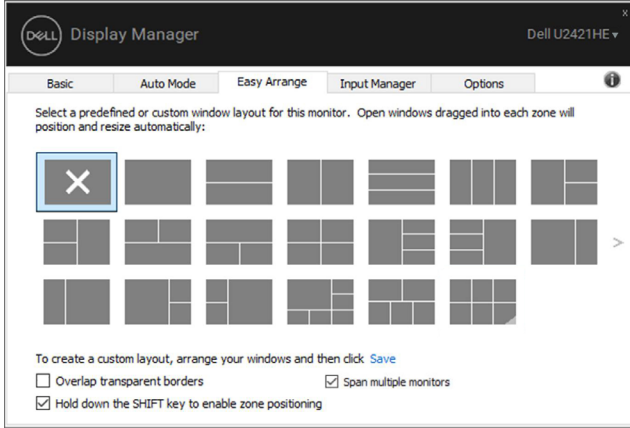 x
DELL Display Manager
Dell U2421HE
Basic Auto Mode Easy Arrange Input Manager Options i
Select a predefined or custom window layout for this monitor. Open windows dragged into each zone will
position and resize automatically:
>
To create a custom layout, arrange your windows and then click Save
Overlap transparent borders
Span multiple monitors
Hold down the SHIFT key to enable zone positioning